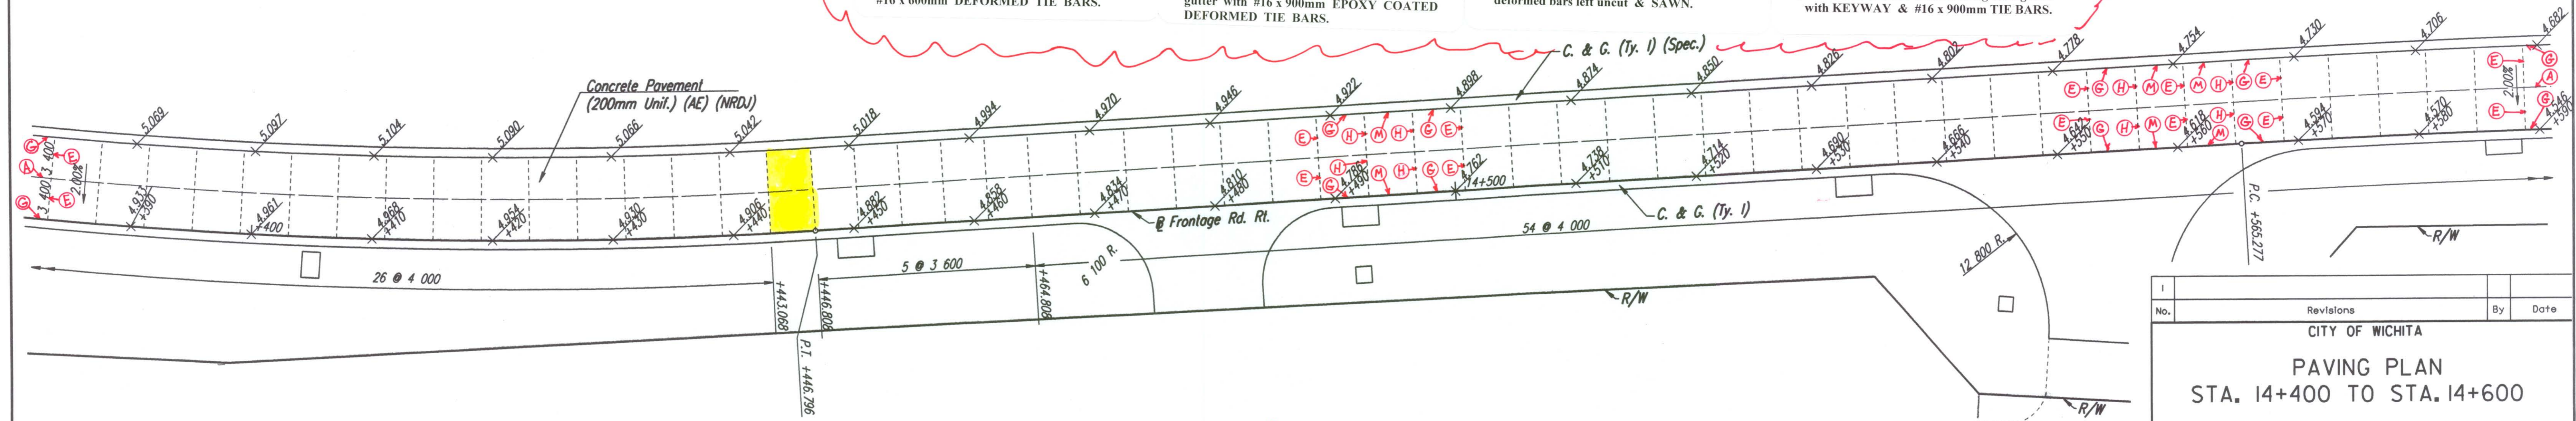 #16 x 600mm DEFORMED TIE BARS.
gutter with #16 x 900mm EPOXY COATED
DEFORMED TIE BARS.
deformed bars left uncut & SAWN.
with KEYWAY & #16 x 900mm TIE BARS.
C. & G. (Ty. I) (Spec.)
Concrete Pavement
(200mm Unif.) (AE) (NRDJ)
5.069
5.097
5.104
5.090
5.066
5.042
5.018
4.994
4.970
4.946
4.922
4.898
4.874
4.850
4.826
4.802
4.778
4.754
4.730
4.706
4.682
G
A
G
E
E
3 400
3 400
2.00%
E
G
H
M
H
G
E
E
H
G
M
H
G
E
E
G
H
M
E
M
H
G
E
E
G
H
M
E
H
M
G
E
E
G
A
G
E
2.00%
4.933
+390
4.961
+400
4.968
+410
4.954
+420
4.930
+430
4.906
+440
4.882
+450
4.858
+460
4.834
+470
4.810
+480
4.786
+490
4.762
14+500
4.738
+510
4.714
+520
4.690
+530
4.666
+540
4.642
+550
4.618
+560
4.594
+570
4.570
+580
4.546
+590
℄ Frontage Rd. Rt.
C. & G. (Ty. I)
26 @ 4 000
5 @ 3 600
54 @ 4 000
6 100 R.
12 800 R.
+443.068
+446.808
+464.808
P.T. +446.796
P.C. +565.277
R/W
R/W
R/W
1
No. Revisions By Date
CITY OF WICHITA
PAVING PLAN
STA. 14+400 TO STA. 14+600